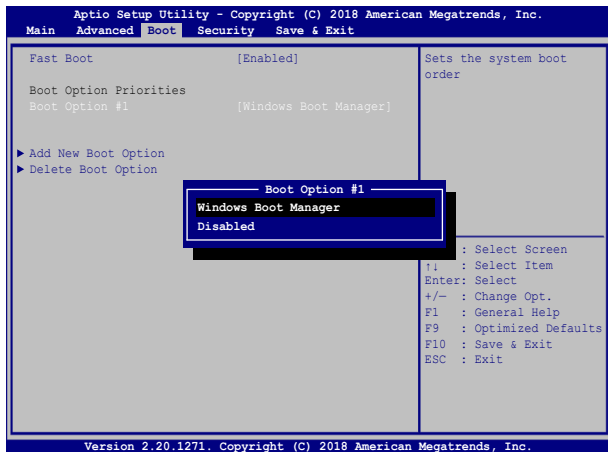 Aptio Setup Utility - Copyright (C) 2018 American Megatrends, Inc.
Main Advanced Boot Security Save & Exit
Fast Boot [Enabled]
Boot Option Priorities
Boot Option #1 [Windows Boot Manager]
▶ Add New Boot Option
▶ Delete Boot Option
Boot Option #1
Windows Boot Manager
Disabled
Sets the system boot
order
: Select Screen
↑↓ : Select Item
Enter: Select
+/— : Change Opt.
F1 : General Help
F9 : Optimized Defaults
F10 : Save & Exit
ESC : Exit
Version 2.20.1271. Copyright (C) 2018 American Megatrends, Inc.